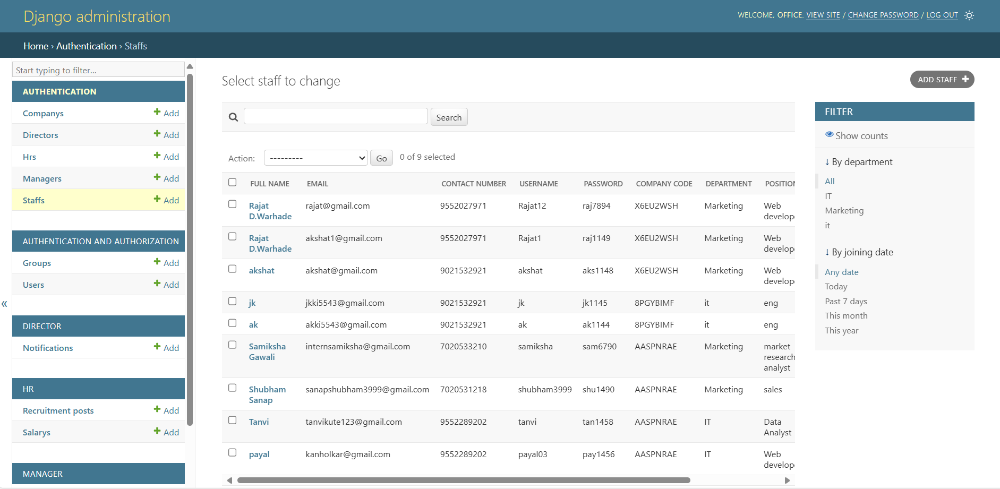 Django administration
WELCOME, OFFICE. VIEW SITE / CHANGE PASSWORD / LOG OUT
Home › Authentication › Staffs
Start typing to filter...
AUTHENTICATION
Companys Add
Directors Add
Hrs Add
Managers Add
Staffs Add
AUTHENTICATION AND AUTHORIZATION
Groups Add
Users Add
DIRECTOR
Notifications Add
HR
Recruitment posts Add
Salarys Add
MANAGER
«
Select staff to change
ADD STAFF +
Search
Action: --------- Go 0 of 9 selected
FULL NAME EMAIL CONTACT NUMBER USERNAME PASSWORD COMPANY CODE DEPARTMENT POSITION
Rajat D.Warhade rajat@gmail.com 9552027971 Rajat12 raj7894 X6EU2WSH Marketing Web develope
Rajat D.Warhade akshat1@gmail.com 9552027971 Rajat1 raj1149 X6EU2WSH Marketing Web develope
akshat akshat@gmail.com 9021532921 akshat aks1148 X6EU2WSH Marketing Web develope
jk jkki5543@gmail.com 9021532921 jk jk1145 8PGYBIMF it eng
ak akki5543@gmail.com 9021532921 ak ak1144 8PGYBIMF it eng
Samiksha Gawali internsamiksha@gmail.com 7020533210 samiksha sam6790 AASPNRAE Marketing market research analyst
Shubham Sanap sanapshubham3999@gmail.com 7020531218 shubham3999 shu1490 AASPNRAE Marketing sales
Tanvi tanvikute123@gmail.com 9552289202 tanvi tan1458 AASPNRAE IT Data Analyst
payal kanholkar@gmail.com 9552289202 payal03 pay1456 AASPNRAE IT Web develope
FILTER
Show counts
↓ By department
All
IT
Marketing
it
↓ By joining date
Any date
Today
Past 7 days
This month
This year